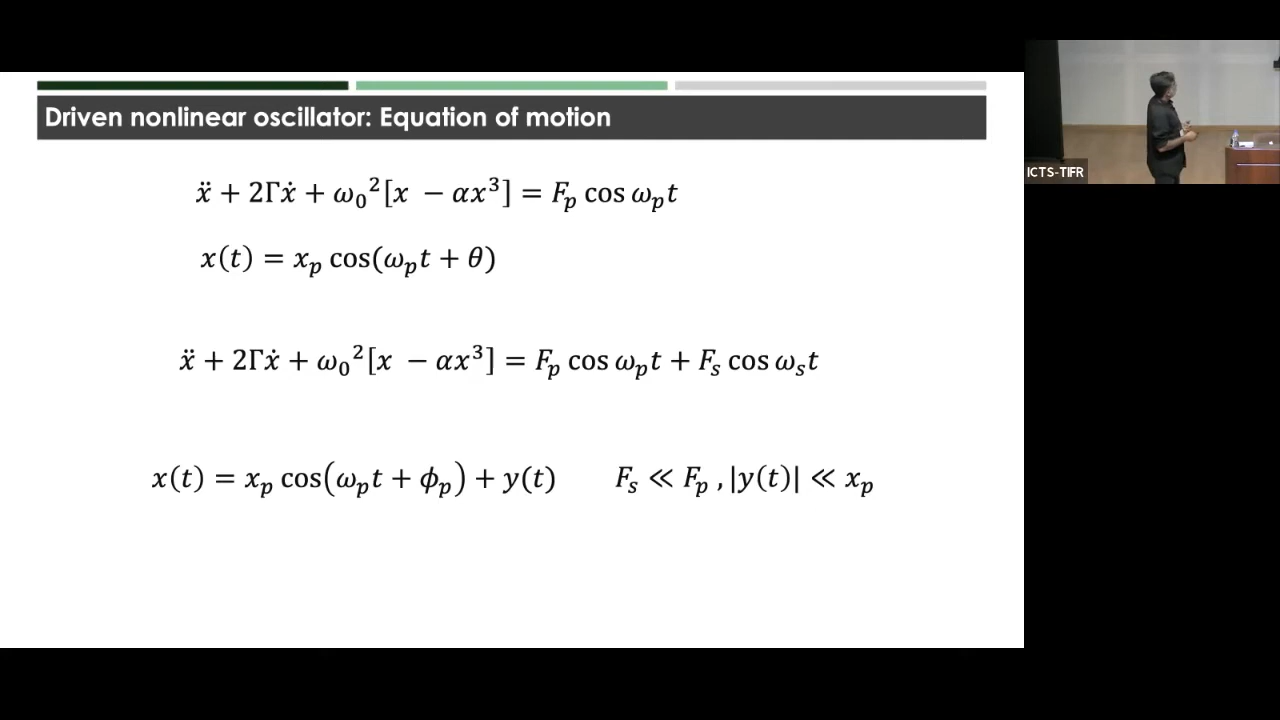 Driven nonlinear oscillator: Equation of motion
ẍ + 2Γẋ + ω₀²[x − αx³] = Fₚ cos ωₚt
x(t) = xₚ cos(ωₚt + θ)
ẍ + 2Γẋ + ω₀²[x − αx³] = Fₚ cos ωₚt + Fₛ cos ωₛt
x(t) = xₚ cos(ωₚt + ϕₚ) + y(t) Fₛ ≪ Fₚ , |y(t)| ≪ xₚ
ICTS-TIFR